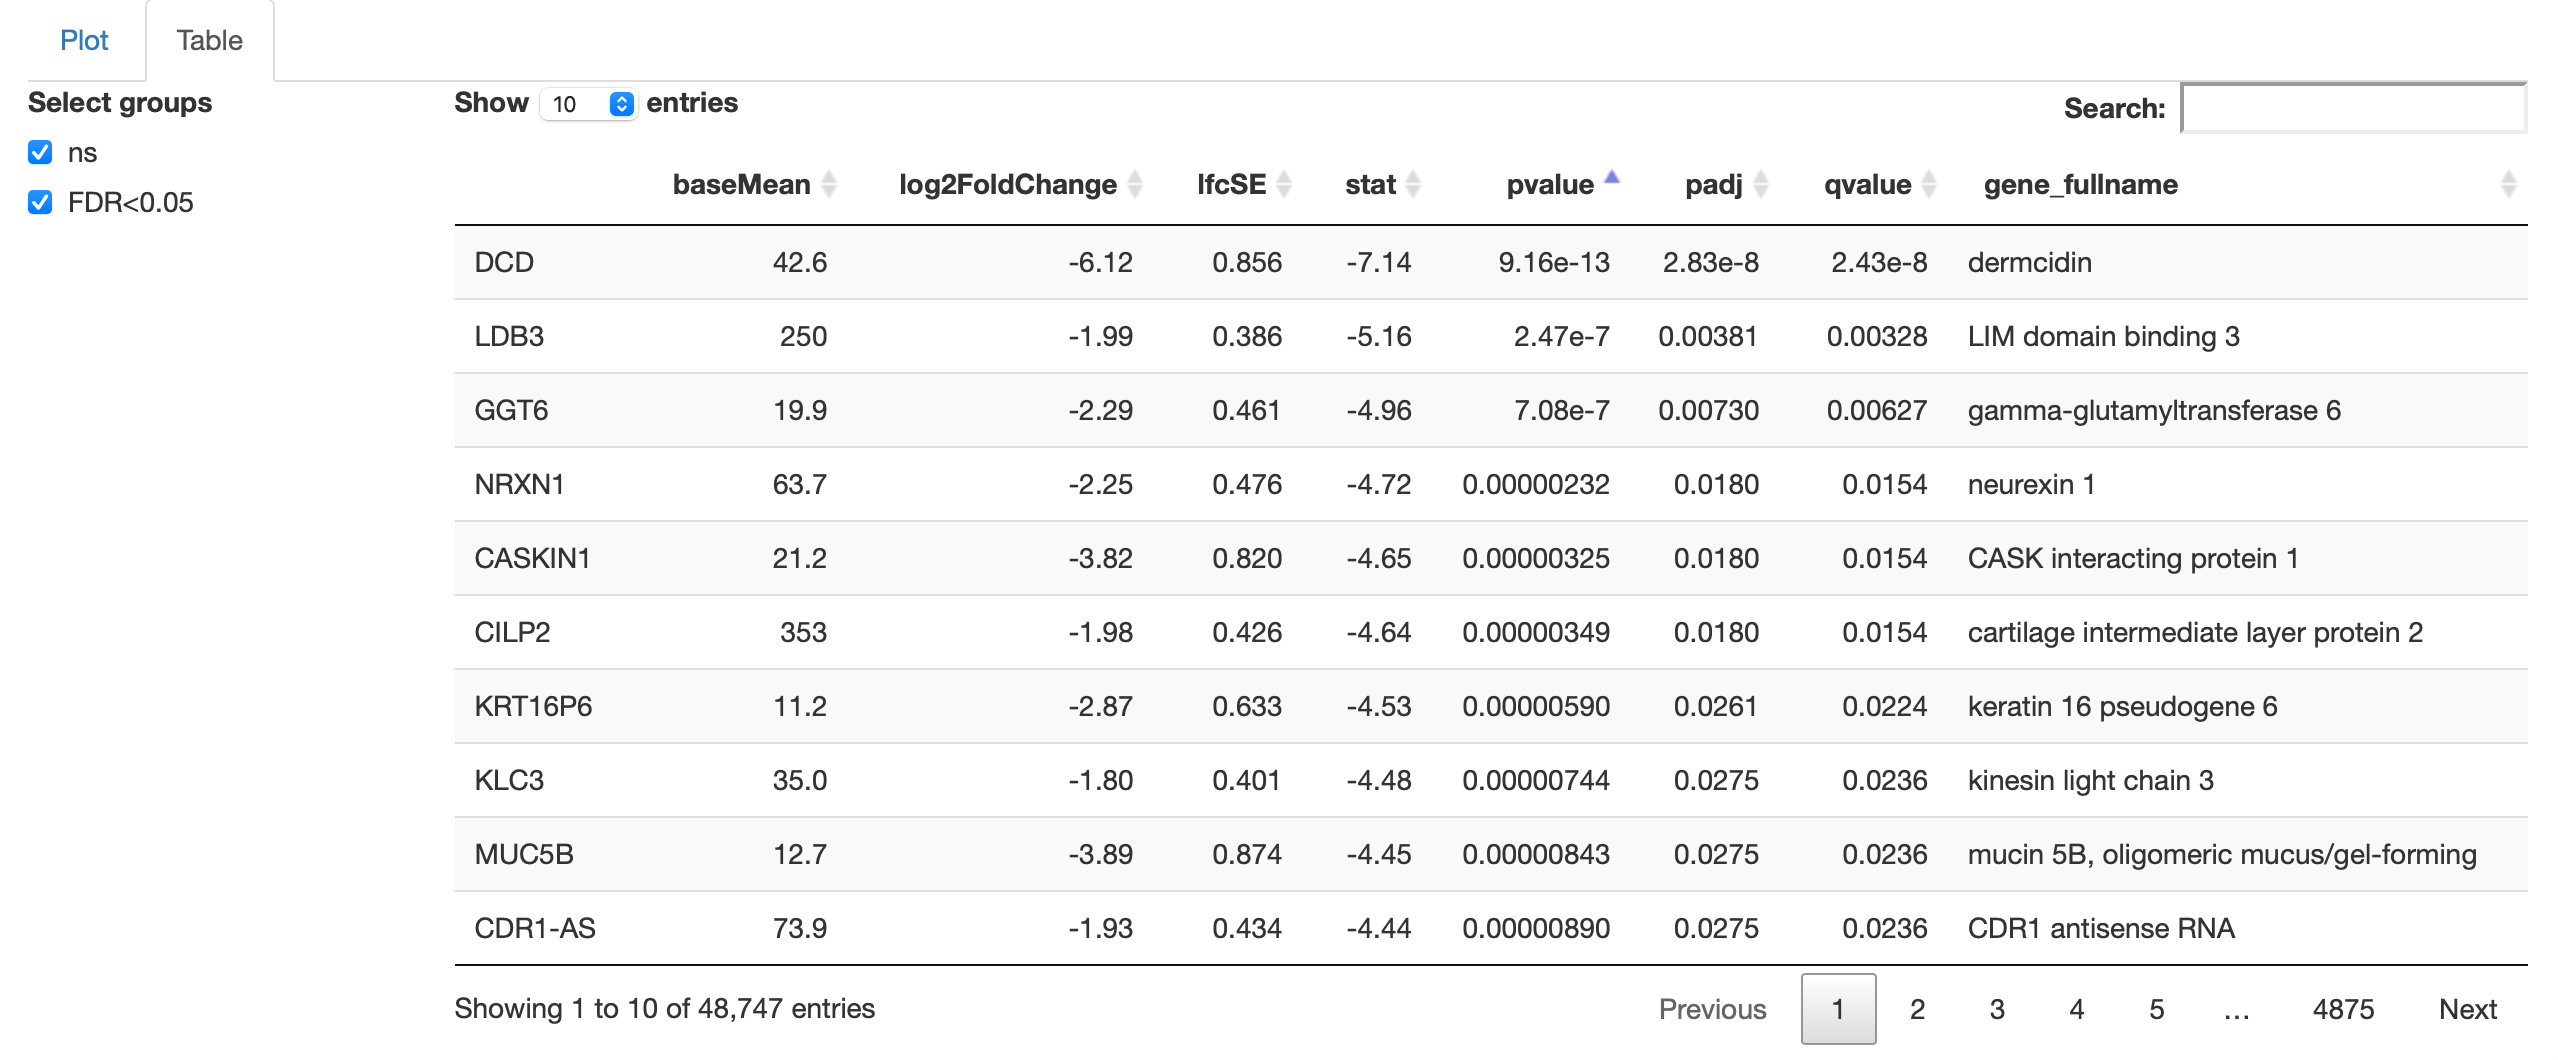 Plot Table
Select groups
ns
FDR<0.05
Show 10 entries
Search:
baseMean log2FoldChange lfcSE stat pvalue padj qvalue gene_fullname
DCD 42.6 -6.12 0.856 -7.14 9.16e-13 2.83e-8 2.43e-8 dermcidin
LDB3 250 -1.99 0.386 -5.16 2.47e-7 0.00381 0.00328 LIM domain binding 3
GGT6 19.9 -2.29 0.461 -4.96 7.08e-7 0.00730 0.00627 gamma-glutamyltransferase 6
NRXN1 63.7 -2.25 0.476 -4.72 0.00000232 0.0180 0.0154 neurexin 1
CASKIN1 21.2 -3.82 0.820 -4.65 0.00000325 0.0180 0.0154 CASK interacting protein 1
CILP2 353 -1.98 0.426 -4.64 0.00000349 0.0180 0.0154 cartilage intermediate layer protein 2
KRT16P6 11.2 -2.87 0.633 -4.53 0.00000590 0.0261 0.0224 keratin 16 pseudogene 6
KLC3 35.0 -1.80 0.401 -4.48 0.00000744 0.0275 0.0236 kinesin light chain 3
MUC5B 12.7 -3.89 0.874 -4.45 0.00000843 0.0275 0.0236 mucin 5B, oligomeric mucus/gel-forming
CDR1-AS 73.9 -1.93 0.434 -4.44 0.00000890 0.0275 0.0236 CDR1 antisense RNA
Showing 1 to 10 of 48,747 entries
Previous 1 2 3 4 5 … 4875 Next